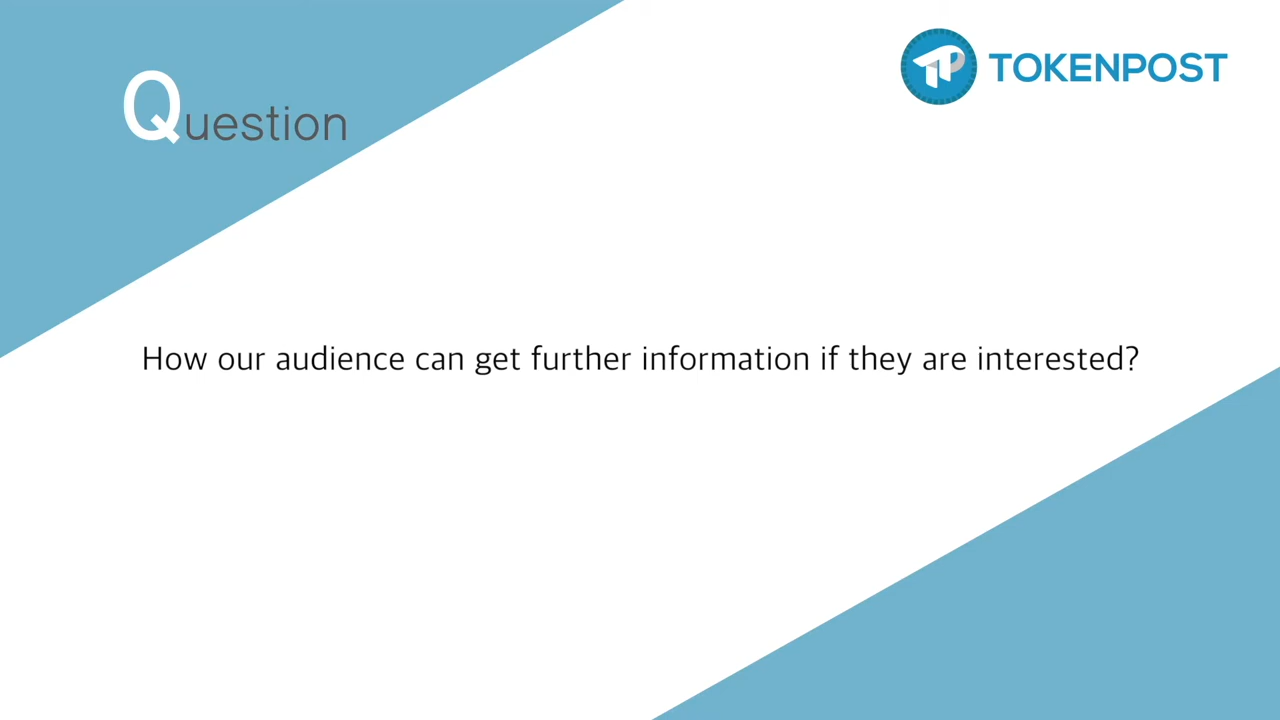 Question
TOKENPOST
How our audience can get further information if they are interested?